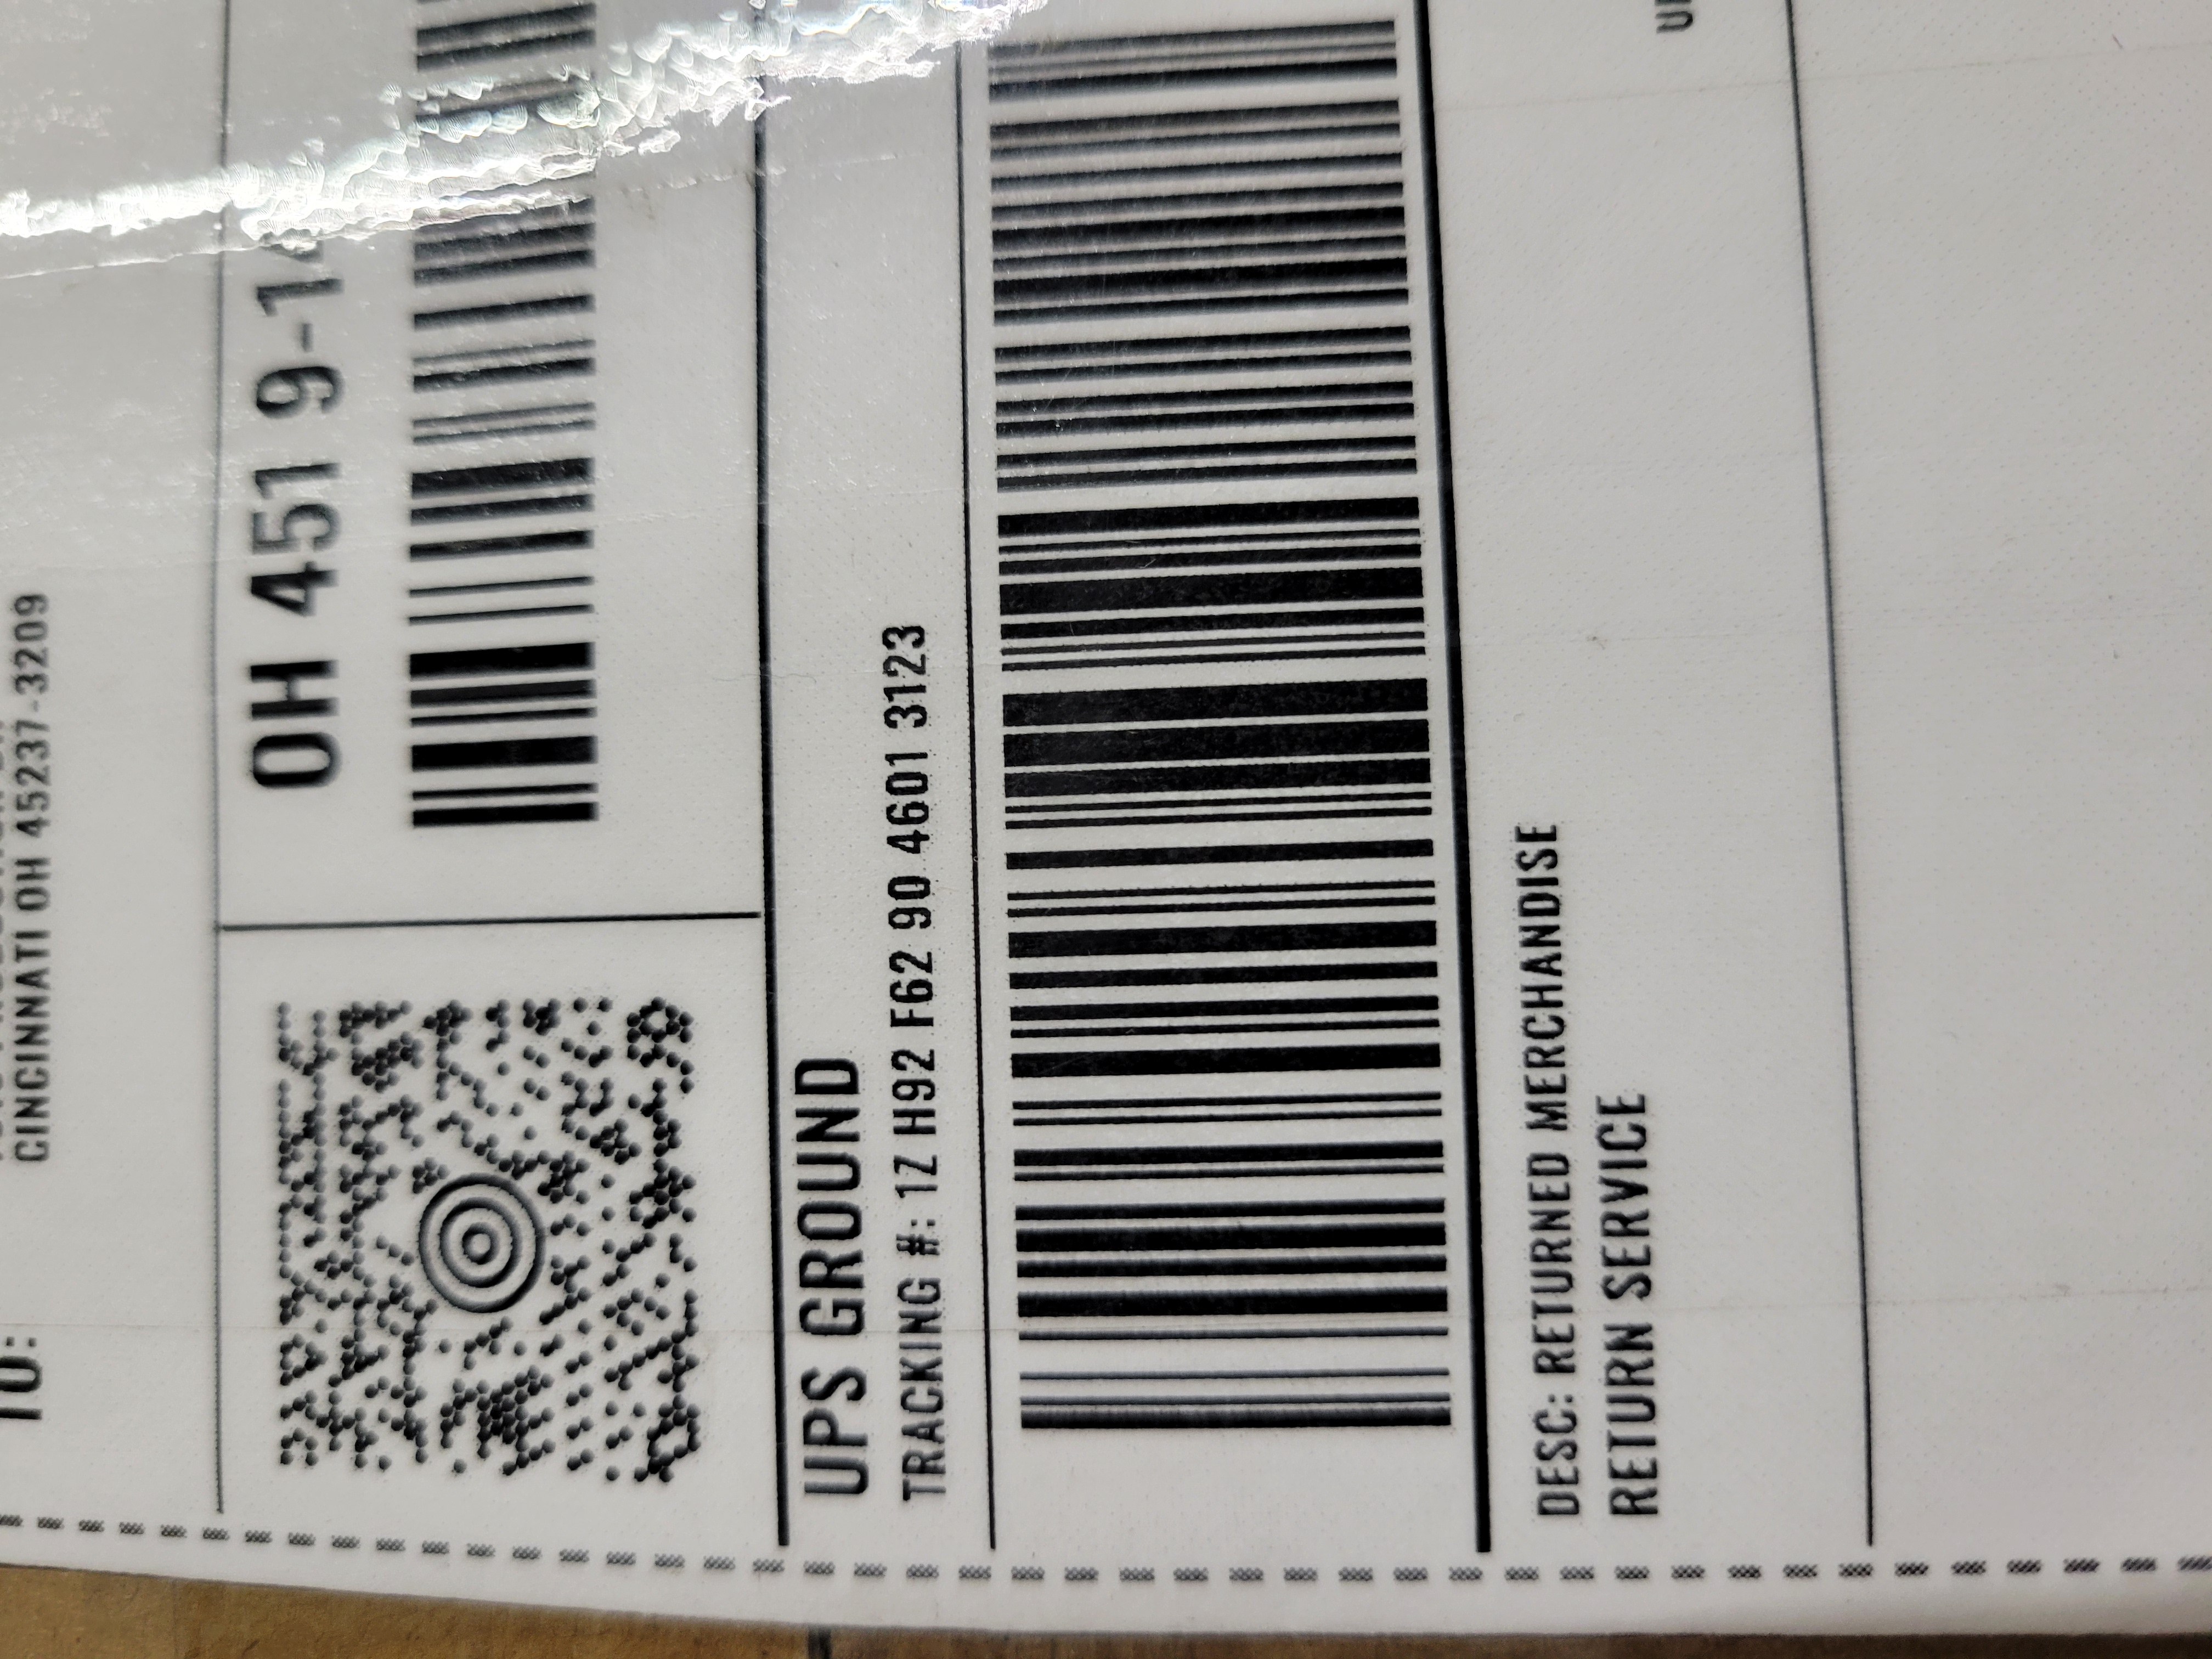 TO:
CINCINNATI OH 45237-3209
OH 451 9-14
UPS GROUND
TRACKING #: 1Z H92 F62 90 4601 3123
DESC: RETURNED MERCHANDISE
RETURN SERVICE